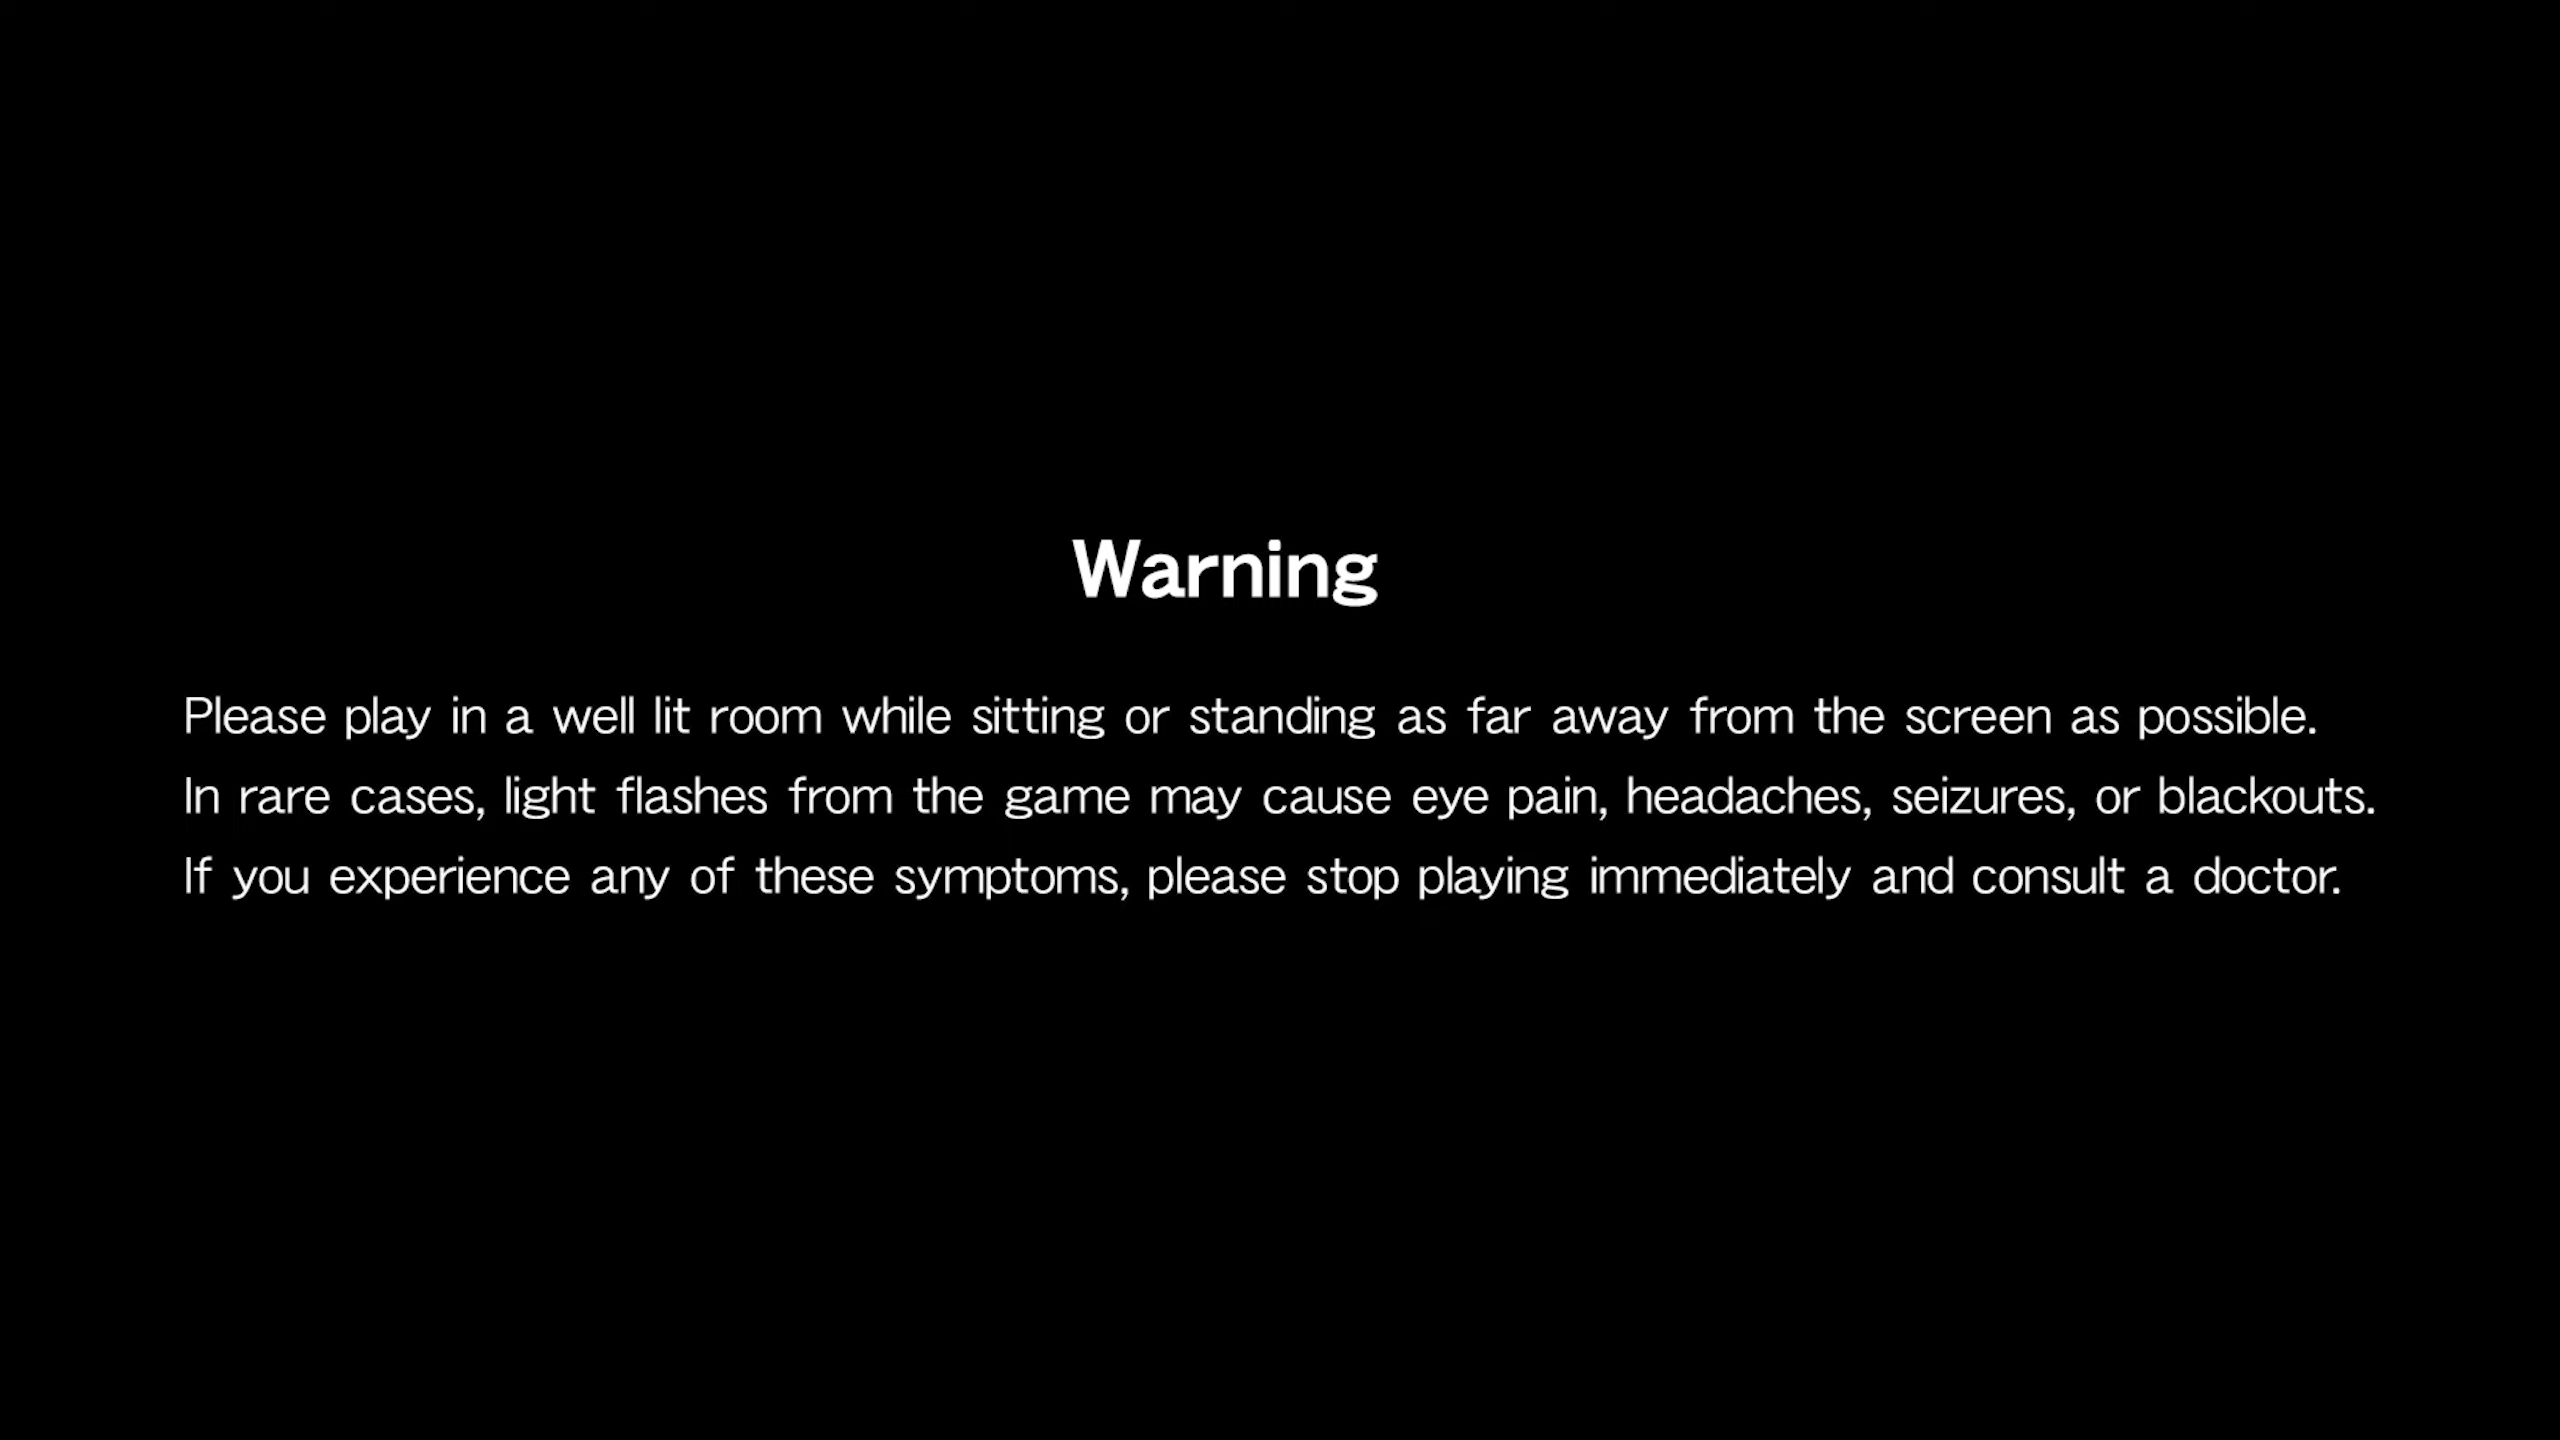 Warning
Please play in a well lit room while sitting or standing as far away from the screen as possible.
In rare cases, light flashes from the game may cause eye pain, headaches, seizures, or blackouts.
If you experience any of these symptoms, please stop playing immediately and consult a doctor.